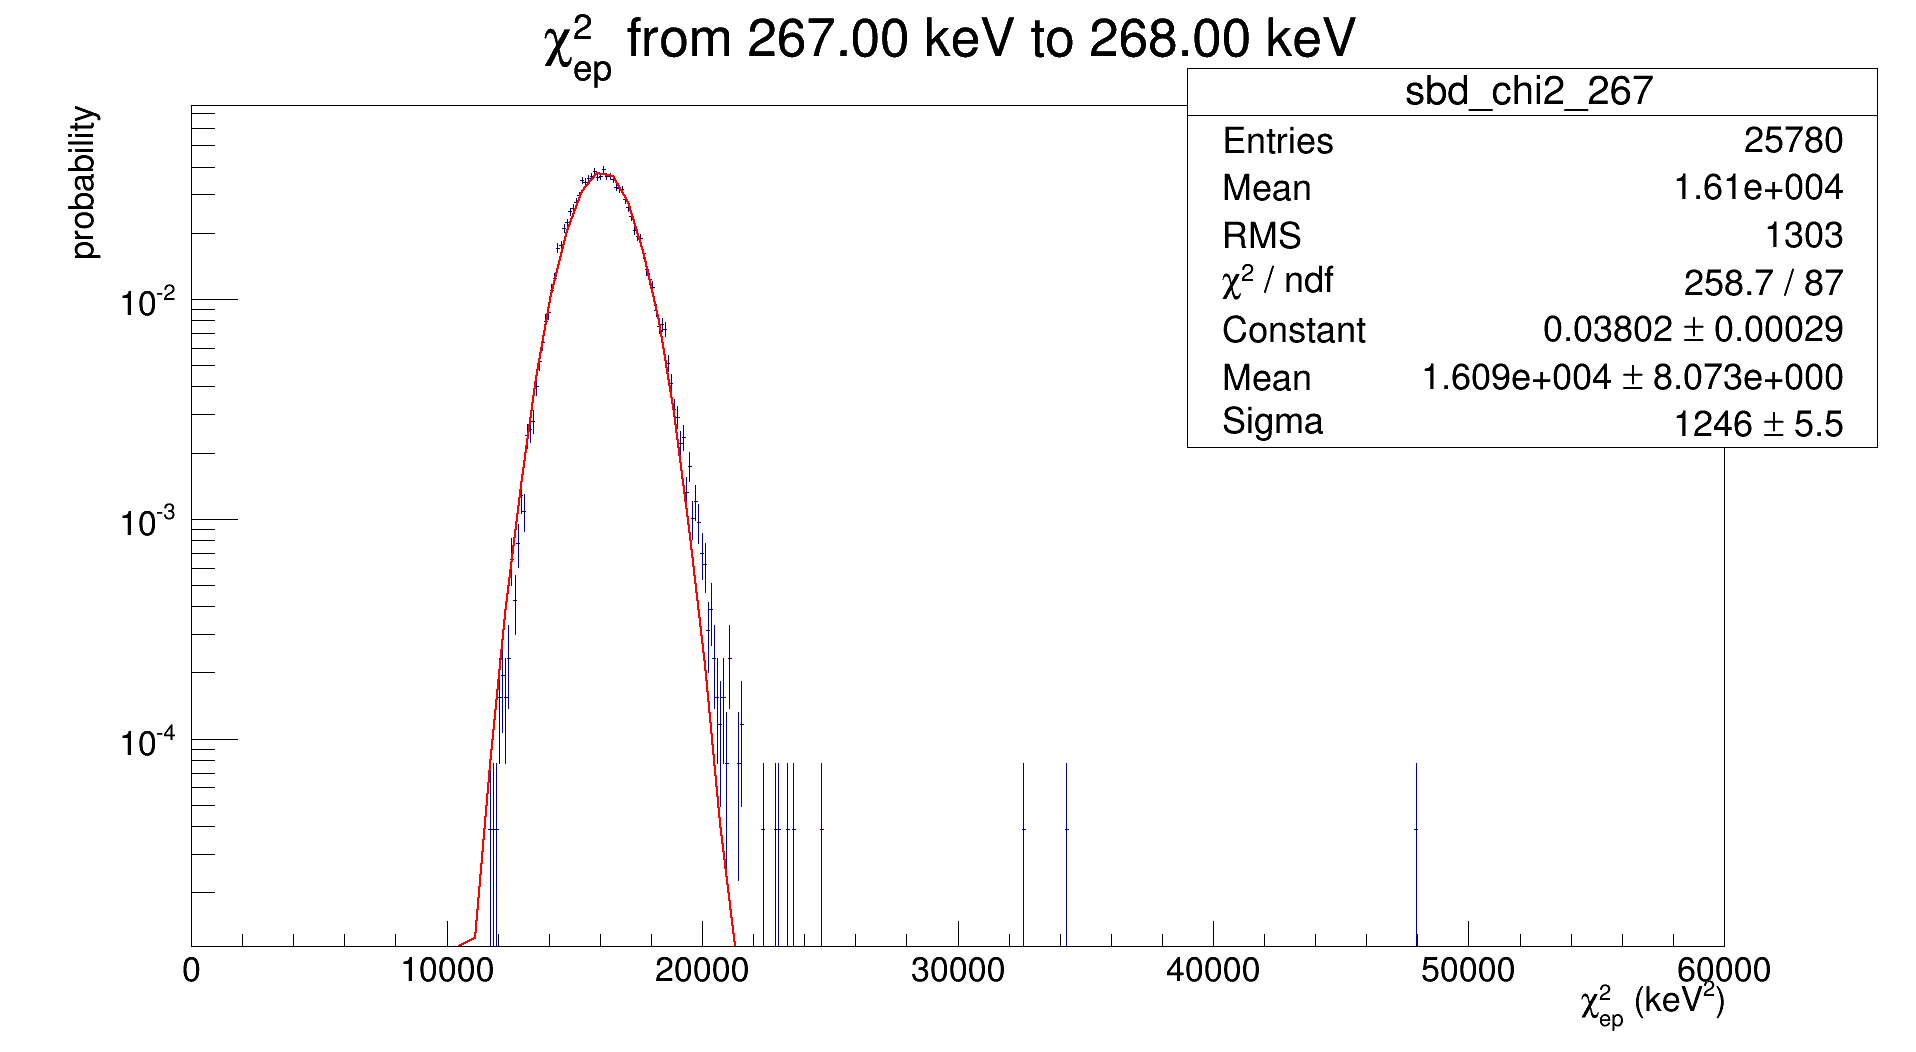 χ²ep from 267.00 keV to 268.00 keV
sbd_chi2_267
Entries 25780
Mean 1.61e+004
RMS 1303
χ² / ndf 258.7 / 87
Constant 0.03802 ± 0.00029
Mean 1.609e+004 ± 8.073e+000
Sigma 1246 ± 5.5
probability
10⁻²
10⁻³
10⁻⁴
0 10000 20000 30000 40000 50000 60000
χ²ep (keV²)